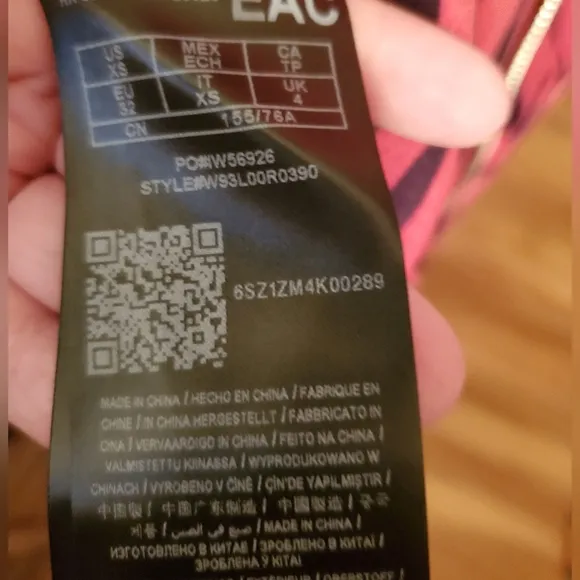 EAC
US XS MEX ECH CA TP
EU 32 IT XS UK 4
CN 155/76A
PO#IW56926
STYLE#W93L00R0390
6SZ1ZM4K00289
MADE IN CHINA / HECHO EN CHINA / FABRIQUE EN
CHINE / IN CHINA HERGESTELLT / FABBRICATO IN
CINA / VERVAARDIGD IN CHINA / FEITO NA CHINA /
VALMISTETTU KIINASSA / WYPRODUKOWANO W
CHINACH / VYROBENO V ČÍNĚ / ÇİN'DE YAPILMIŞTIR /
中国製 / 中国广东制造 / 中國製造 / 중국
제품 / صنع في الصين / MADE IN CHINA /
ИЗГОТОВЛЕНО В КИТАЕ / ЗРОБЛЕНО В КИТАЇ /
ЗРОБЛЕНО У КІТАІ
EXTÉRIEUR / OBERSTOFF /